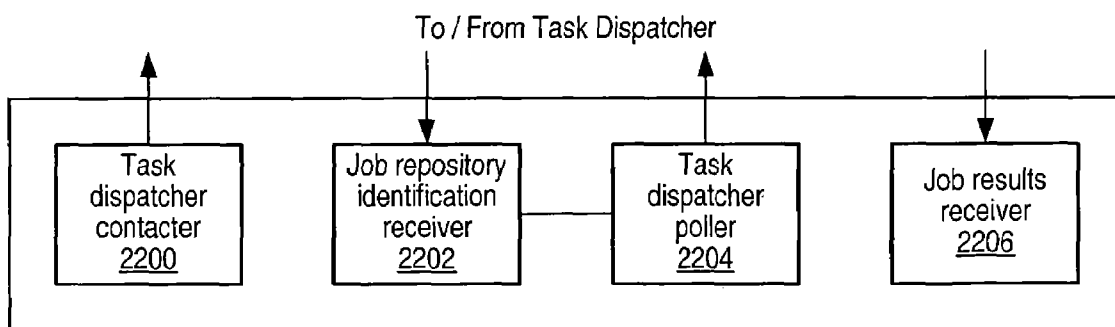 To / From Task Dispatcher
Task
dispatcher
contacter
2200
Job repository
identification
receiver
2202
Task
dispatcher
poller
2204
Job results
receiver
2206